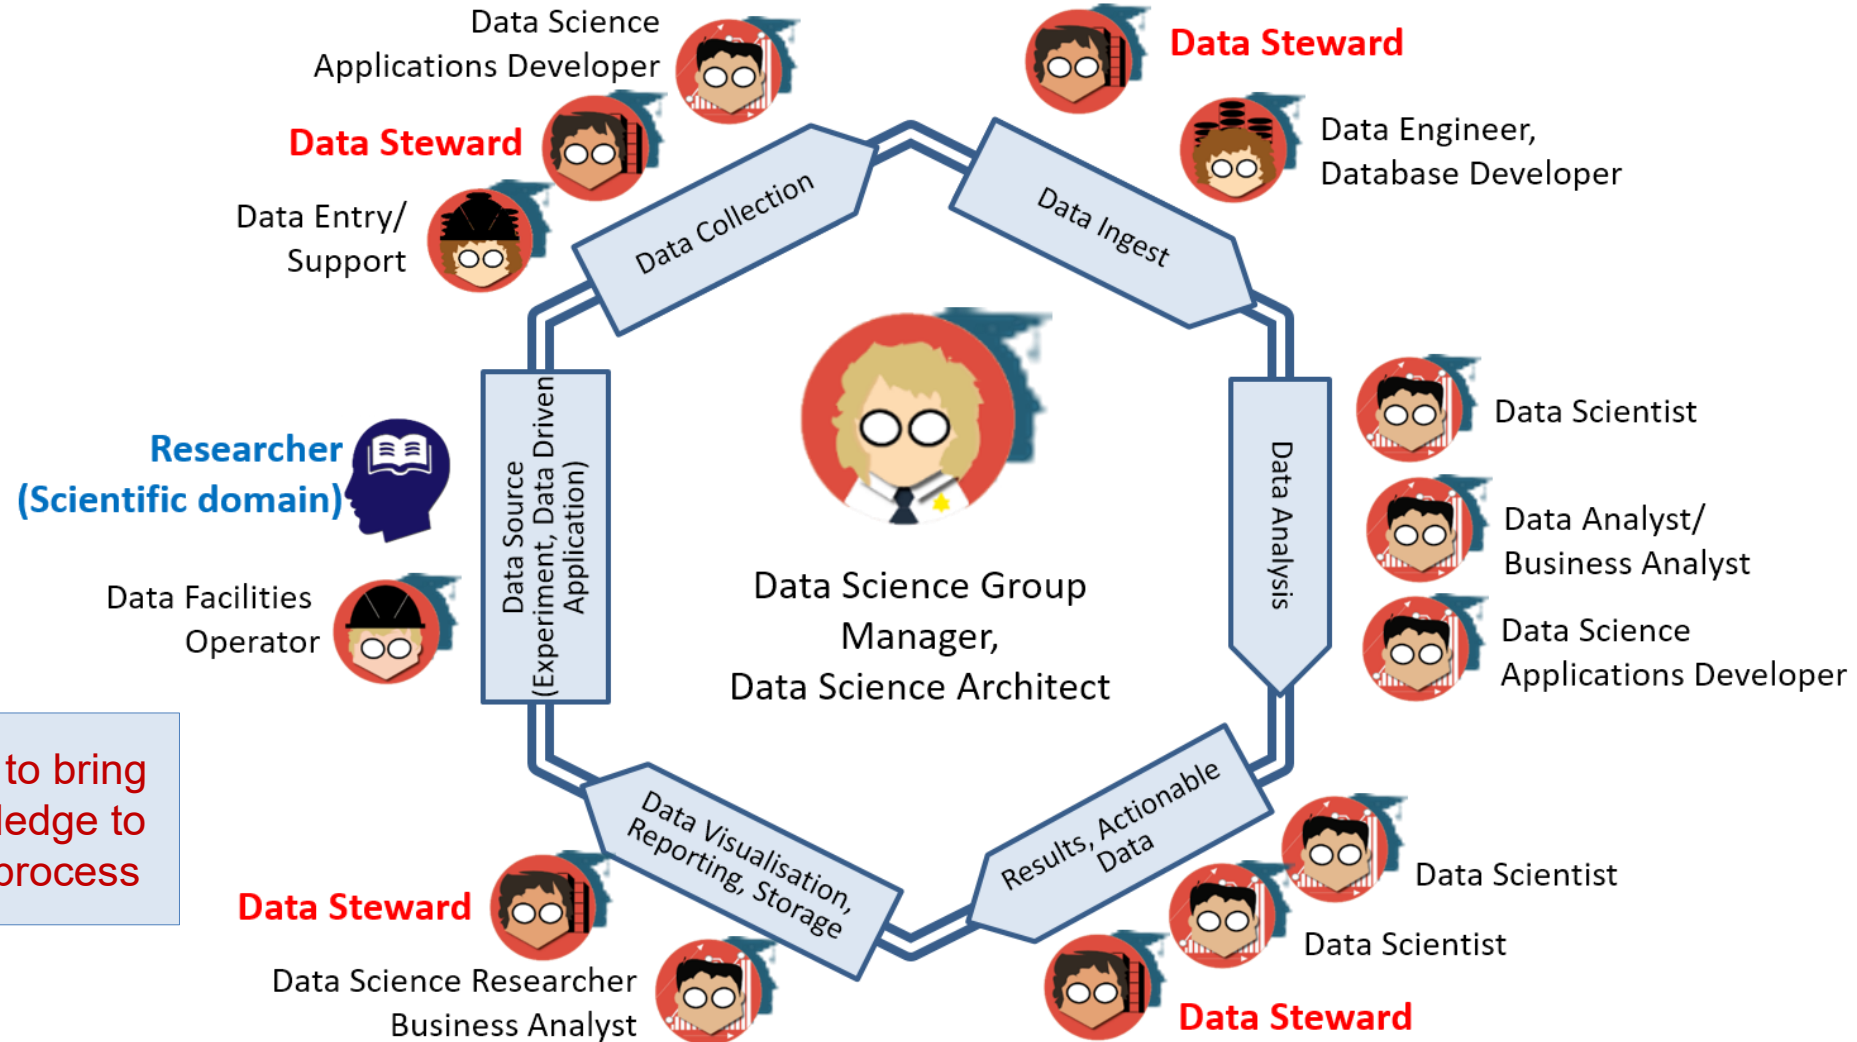 Data Science
Applications Developer
Data Steward
Data Entry/
Support
Data Collection
Data Steward
Data Engineer,
Database Developer
Data Ingest
Data Scientist
Data Analyst/
Business Analyst
Data Science
Applications Developer
Data Analysis
Researcher
(Scientific domain)
Data Facilities
Operator
Data Source
(Experiment, Data Driven
Application)
Data Science Group
Manager,
Data Science Architect
to bring
ledge to
process
Results, Actionable
Data
Data Scientist
Data Scientist
Data Steward
Data Visualisation,
Reporting, Storage
Data Steward
Data Science Researcher
Business Analyst